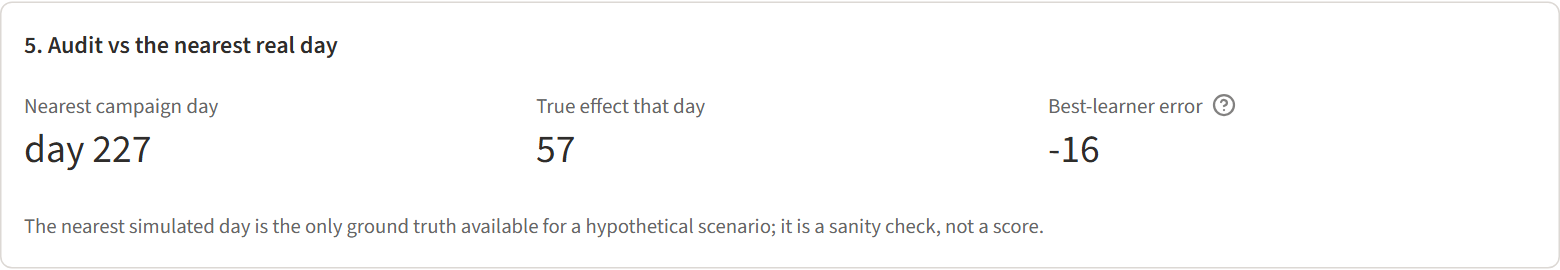 5. Audit vs the nearest real day
Nearest campaign day
day 227
True effect that day
57
Best-learner error ?
-16
The nearest simulated day is the only ground truth available for a hypothetical scenario; it is a sanity check, not a score.